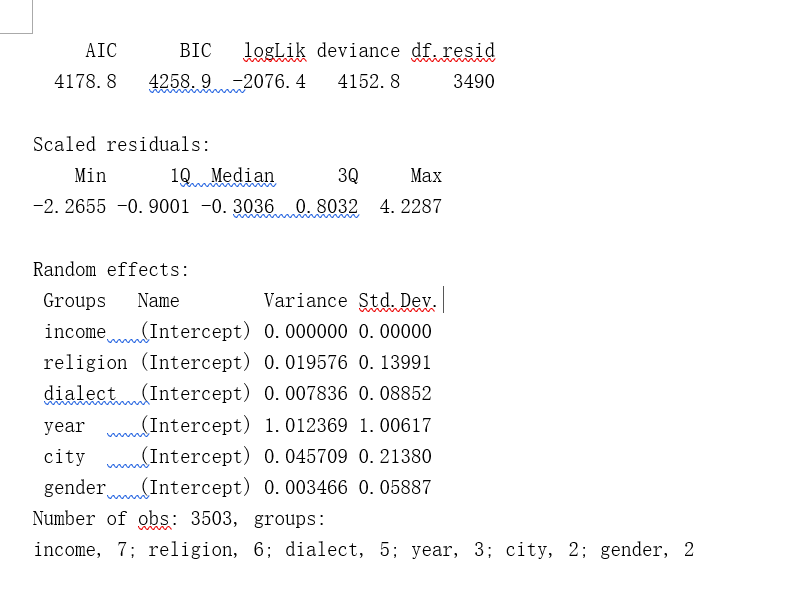 AIC BIC logLik deviance df.resid
4178.8 4258.9 -2076.4 4152.8 3490
Scaled residuals:
Min 1Q Median 3Q Max
-2.2655 -0.9001 -0.3036 0.8032 4.2287
Random effects:
Groups Name Variance Std.Dev.
income (Intercept) 0.000000 0.00000
religion (Intercept) 0.019576 0.13991
dialect (Intercept) 0.007836 0.08852
year (Intercept) 1.012369 1.00617
city (Intercept) 0.045709 0.21380
gender (Intercept) 0.003466 0.05887
Number of obs: 3503, groups:
income, 7; religion, 6; dialect, 5; year, 3; city, 2; gender, 2